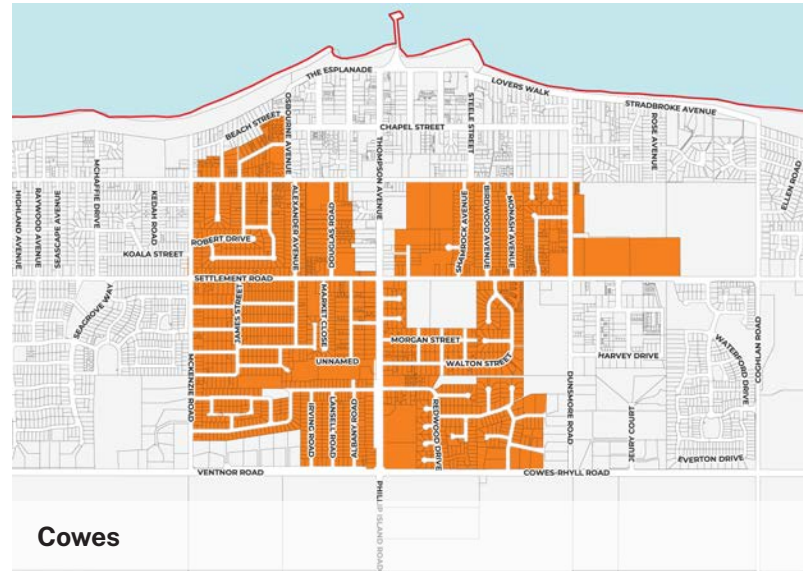 THE ESPLANADE
LOVERS WALK
STRADBROKE AVENUE
OSBOURNE AVENUE
BEACH STREET
STEELE STREET
CHAPEL STREET
ROSE AVENUE
THOMPSON AVENUE
MCHAFFIE DRIVE
ELLEN ROAD
HIGHLAND AVENUE
RAYWOOD AVENUE
SEASCAPE AVENUE
KEDAH ROAD
ALEXANDER AVENUE
DOUGLAS ROAD
SHAMROCK AVENUE
BIRDWOOD AVENUE
MONASH AVENUE
ROBERT DRIVE
KOALA STREET
SETTLEMENT ROAD
SEAGROVE WAY
JAMES STREET
MARKET CLOSE
MORGAN STREET
WATERFORD DRIVE
COGHLAN ROAD
UNNAMED
WALTON STREET
HARVEY DRIVE
MCKENZIE ROAD
DUNSMORE ROAD
IRVING ROAD
LANSELL ROAD
ALBANY ROAD
REDWOOD DRIVE
JEURY COURT
EVERTON DRIVE
VENTNOR ROAD
COWES-RHYLL ROAD
PHILLIP ISLAND ROAD
Cowes